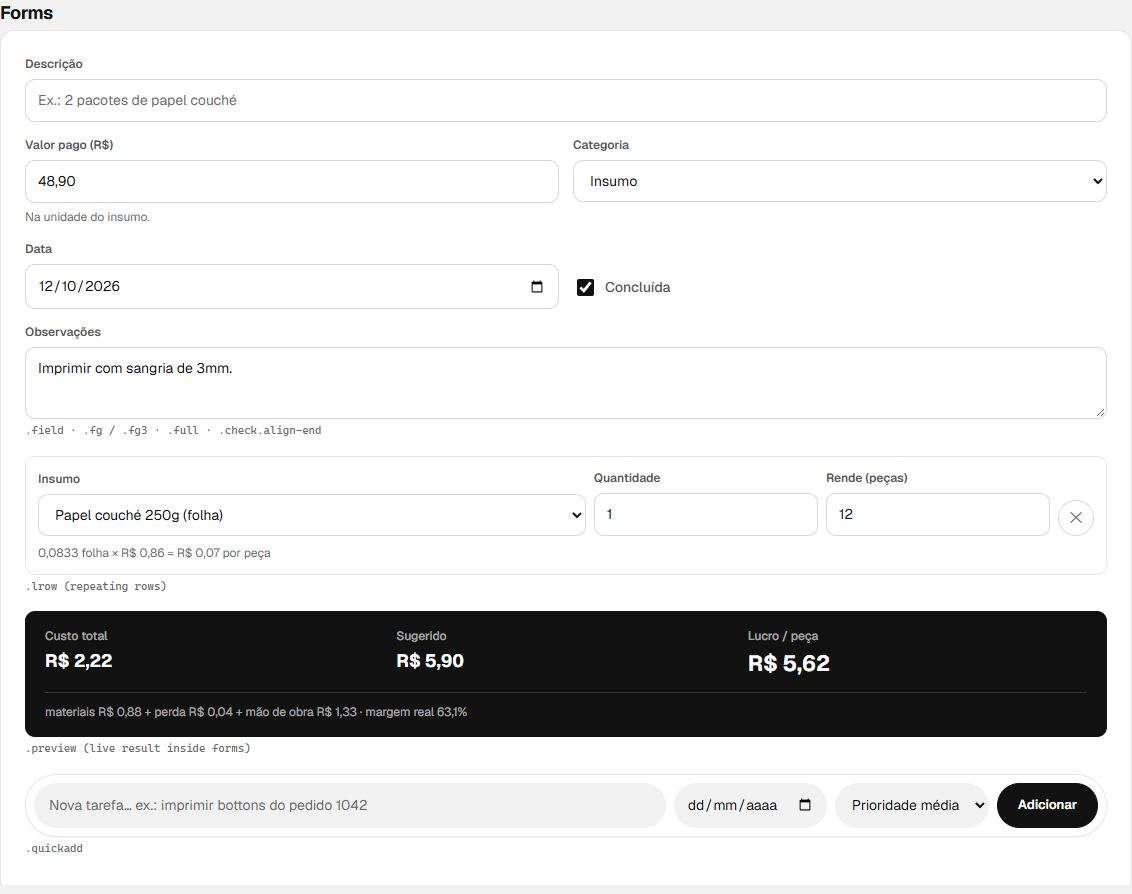 Forms
Descrição
Ex.: 2 pacotes de papel couché
Valor pago (R$) Categoria
48,90 Insumo
Na unidade do insumo.
Data
12/10/2026 Concluída
Observações
Imprimir com sangria de 3mm.
.field · .fg / .fg3 · .full · .check.align-end
Insumo Quantidade Rende (peças)
Papel couché 250g (folha) 1 12
0,0833 folha × R$ 0,86 = R$ 0,07 por peça
.lrow (repeating rows)
Custo total Sugerido Lucro / peça
R$ 2,22 R$ 5,90 R$ 5,62
materiais R$ 0,88 + perda R$ 0,04 + mão de obra R$ 1,33 · margem real 63,1%
.preview (live result inside forms)
Nova tarefa... ex.: imprimir bottons do pedido 1042 dd/mm/aaaa Prioridade média Adicionar
.quickadd